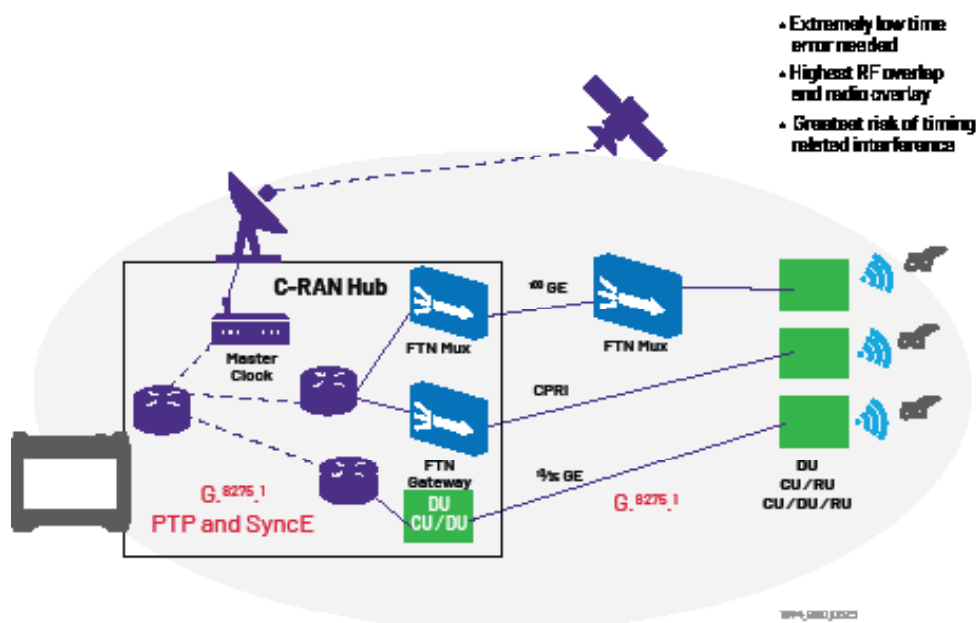 • Extremely low time
error needed
• Highest RF overlap
and radio overlay
• Greatest risk of timing
related interference
C-RAN Hub
100 GE
FTN Mux
FTN Mux
Master
Clock
CPRI
FTN
Gateway
DU
CU/DU
GE
G.8275.1
PTP and SyncE
G.8275.1
DU
CU/RU
CU/DU/RU